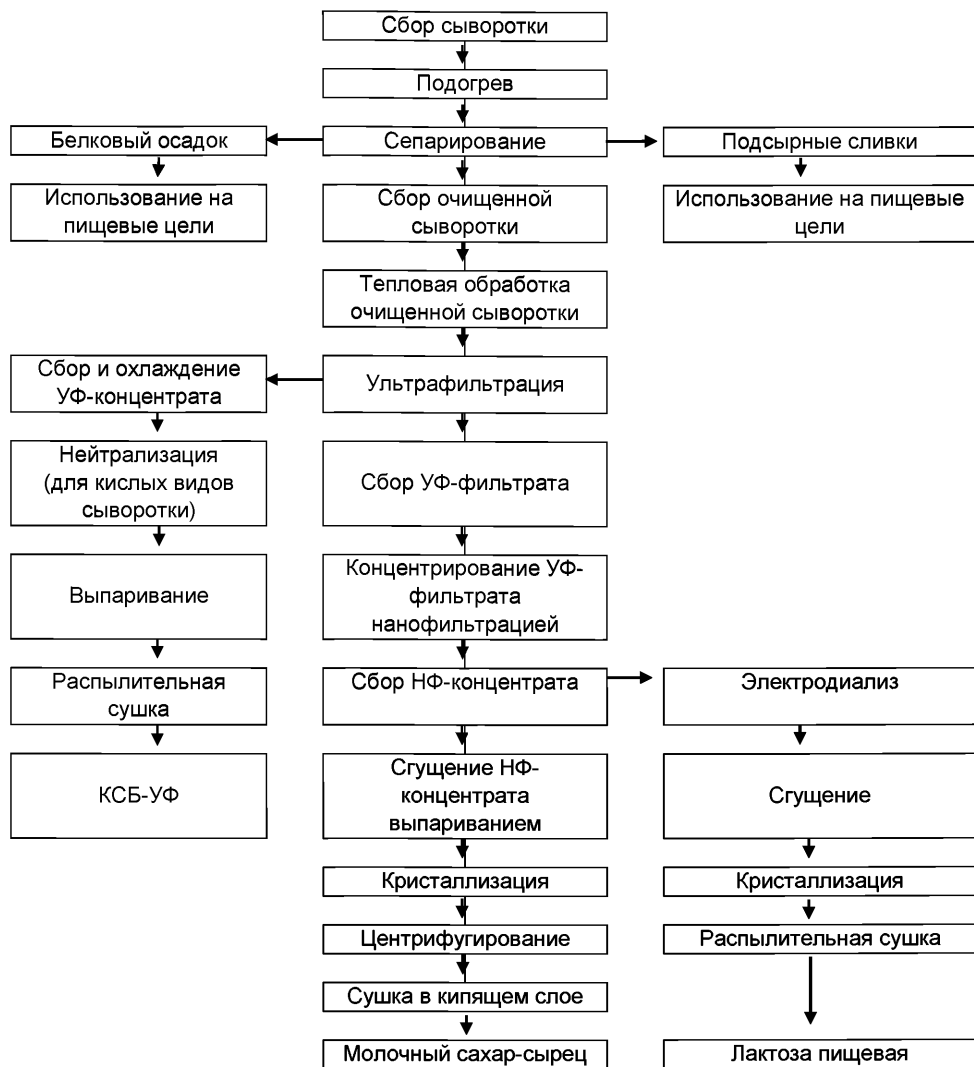 Сбор сыворотки
Подогрев
Белковый осадок
Сепарирование
Подсырные сливки
Использование на
пищевые цели
Сбор очищенной
сыворотки
Использование на пищевые
цели
Тепловая обработка
очищенной сыворотки
Сбор и охлаждение
УФ-концентрата
Ультрафильтрация
Нейтрализация
(для кислых видов
сыворотки)
Сбор УФ-фильтрата
Выпаривание
Концентрирование УФ-
фильтрата
нанофильтрацией
Распылительная
сушка
Сбор НФ-концентрата
Электродиализ
КСБ-УФ
Сгущение НФ-
концентрата
выпариванием
Сгущение
Кристаллизация
Кристаллизация
Центрифугирование
Распылительная сушка
Сушка в кипящем слое
Молочный сахар-сырец
Лактоза пищевая